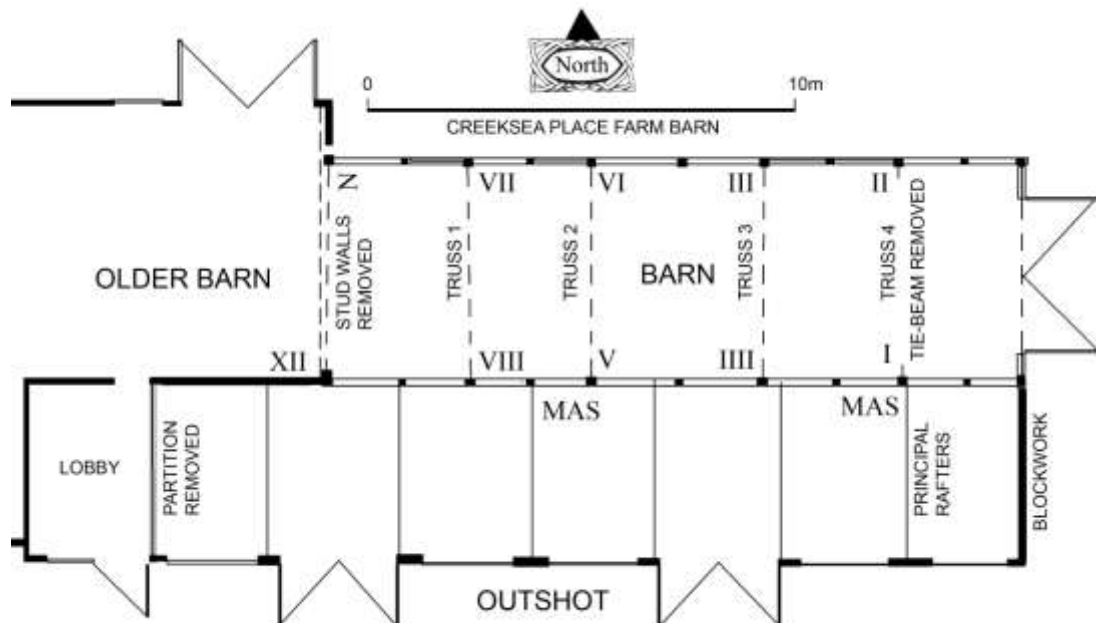 North
0
10m
CREEKSEA PLACE FARM BARN
N
VII
VI
III
II
STUD WALLS
REMOVED
TRUSS 1
TRUSS 2
TRUSS 3
TRUSS 4
TIE-BEAM REMOVED
OLDER BARN
BARN
XII
VIII
V
IIII
I
MAS
MAS
LOBBY
PARTITION
REMOVED
PRINCIPAL
RAFTERS
BLOCKWORK
OUTSHOT